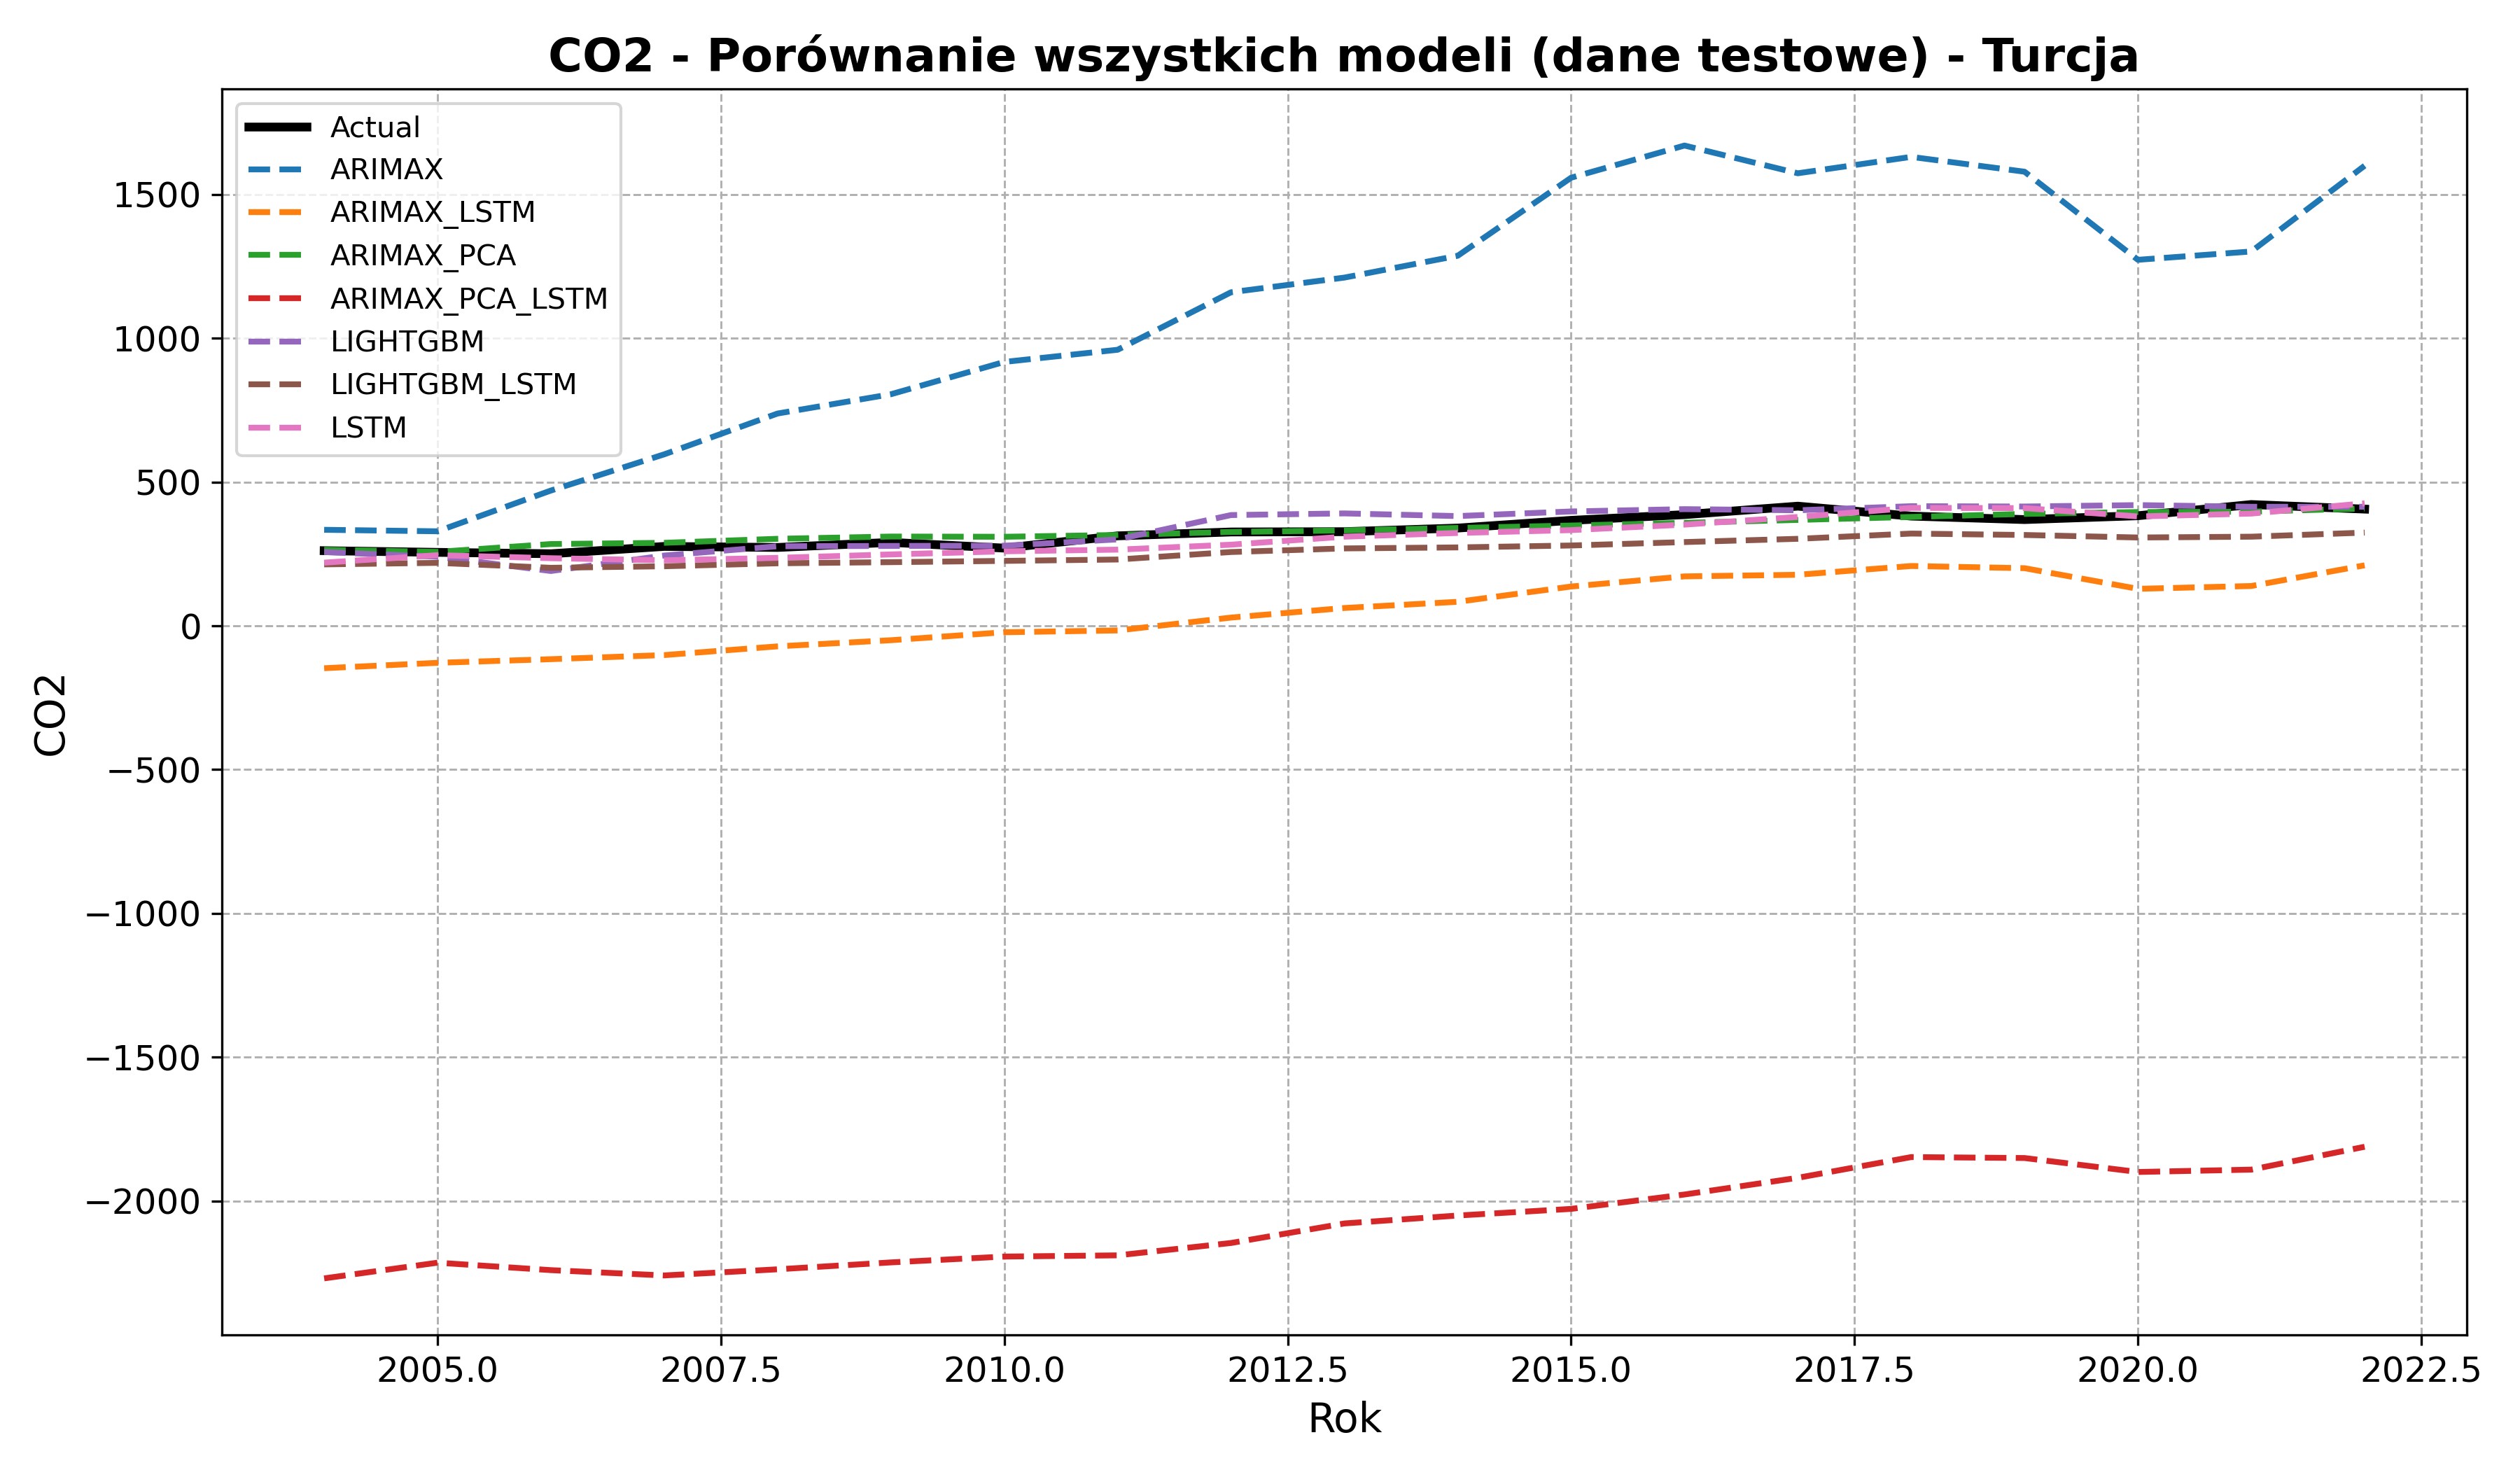 CO2 - Porównanie wszystkich modeli (dane testowe) - Turcja
Actual
ARIMAX
ARIMAX_LSTM
ARIMAX_PCA
ARIMAX_PCA_LSTM
LIGHTGBM
LIGHTGBM_LSTM
LSTM
1500
1000
500
0
−500
−1000
−1500
−2000
CO2
2005.0 2007.5 2010.0 2012.5 2015.0 2017.5 2020.0 2022.5
Rok